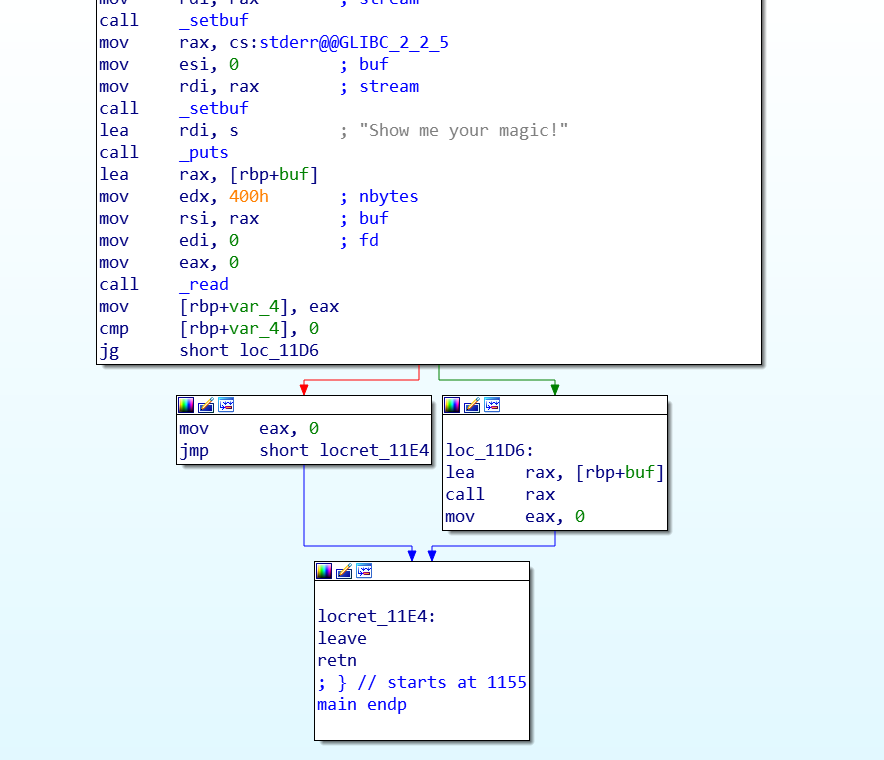 mov rdi, rax ; stream
call _setbuf
mov rax, cs:stderr@@GLIBC_2_2_5
mov esi, 0 ; buf
mov rdi, rax ; stream
call _setbuf
lea rdi, s ; "Show me your magic!"
call _puts
lea rax, [rbp+buf]
mov edx, 400h ; nbytes
mov rsi, rax ; buf
mov edi, 0 ; fd
mov eax, 0
call _read
mov [rbp+var_4], eax
cmp [rbp+var_4], 0
jg short loc_11D6
mov eax, 0
jmp short locret_11E4
loc_11D6:
lea rax, [rbp+buf]
call rax
mov eax, 0
locret_11E4:
leave
retn
; } // starts at 1155
main endp